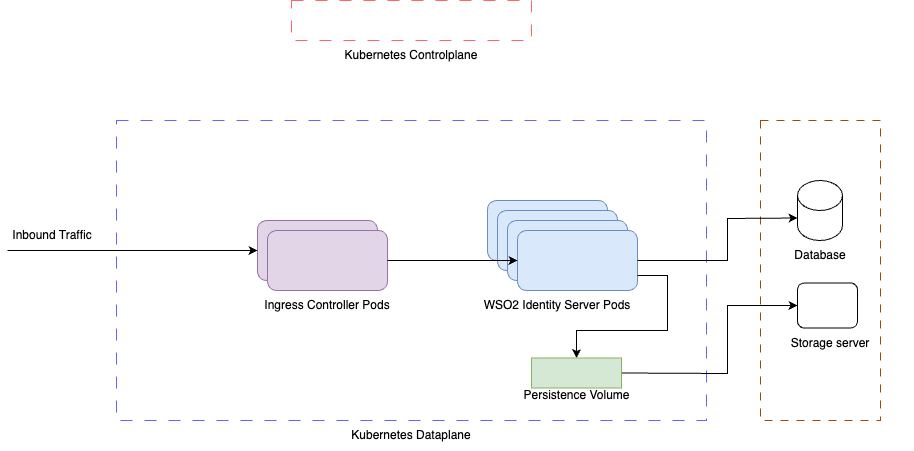 Kubernetes Controlplane
Inbound Traffic
Ingress Controller Pods
WSO2 Identity Server Pods
Database
Storage server
Persistence Volume
Kubernetes Dataplane